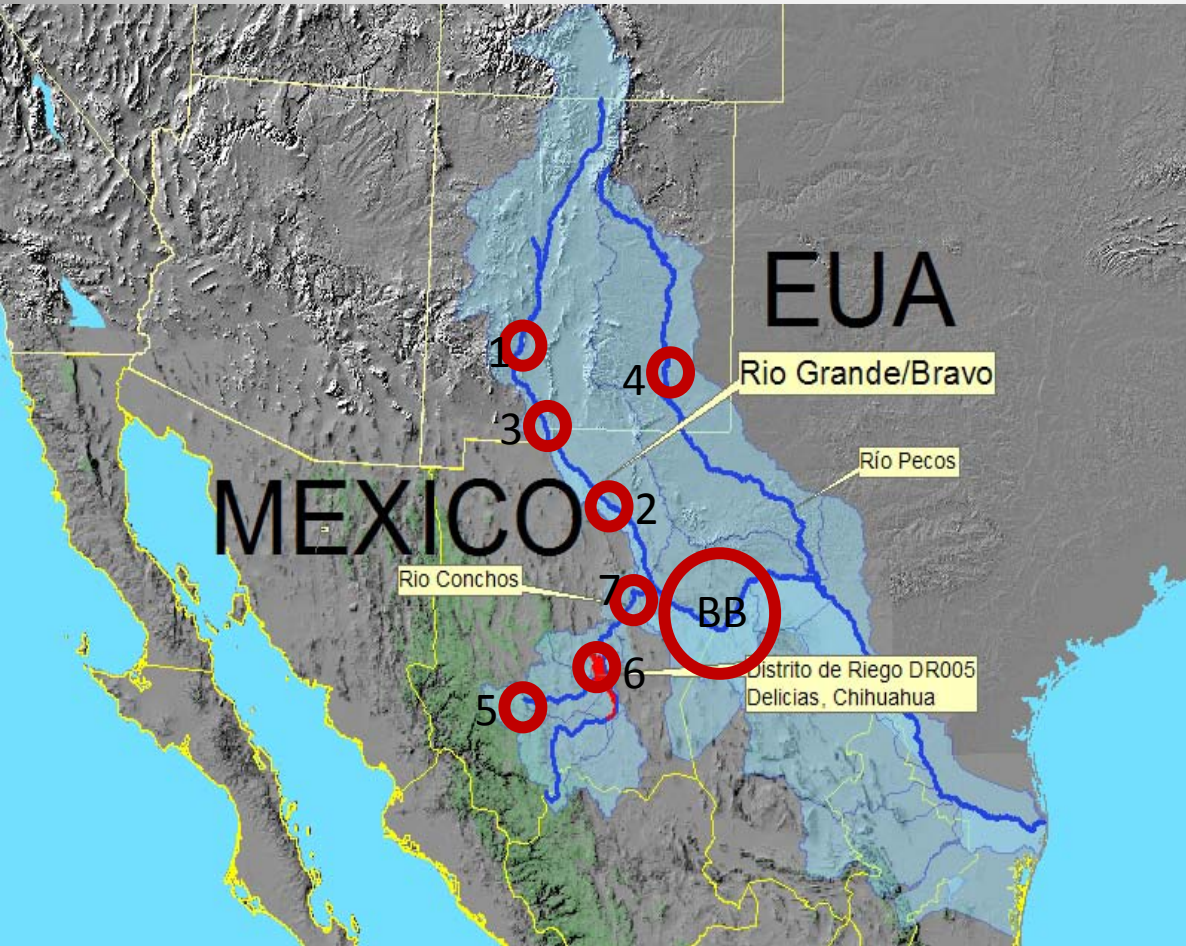 EUA
1
4
Rio Grande/Bravo
3
Río Pecos
MEXICO
2
Rio Conchos
7
BB
6
Distrito de Riego DR005
Delicias, Chihuahua
5